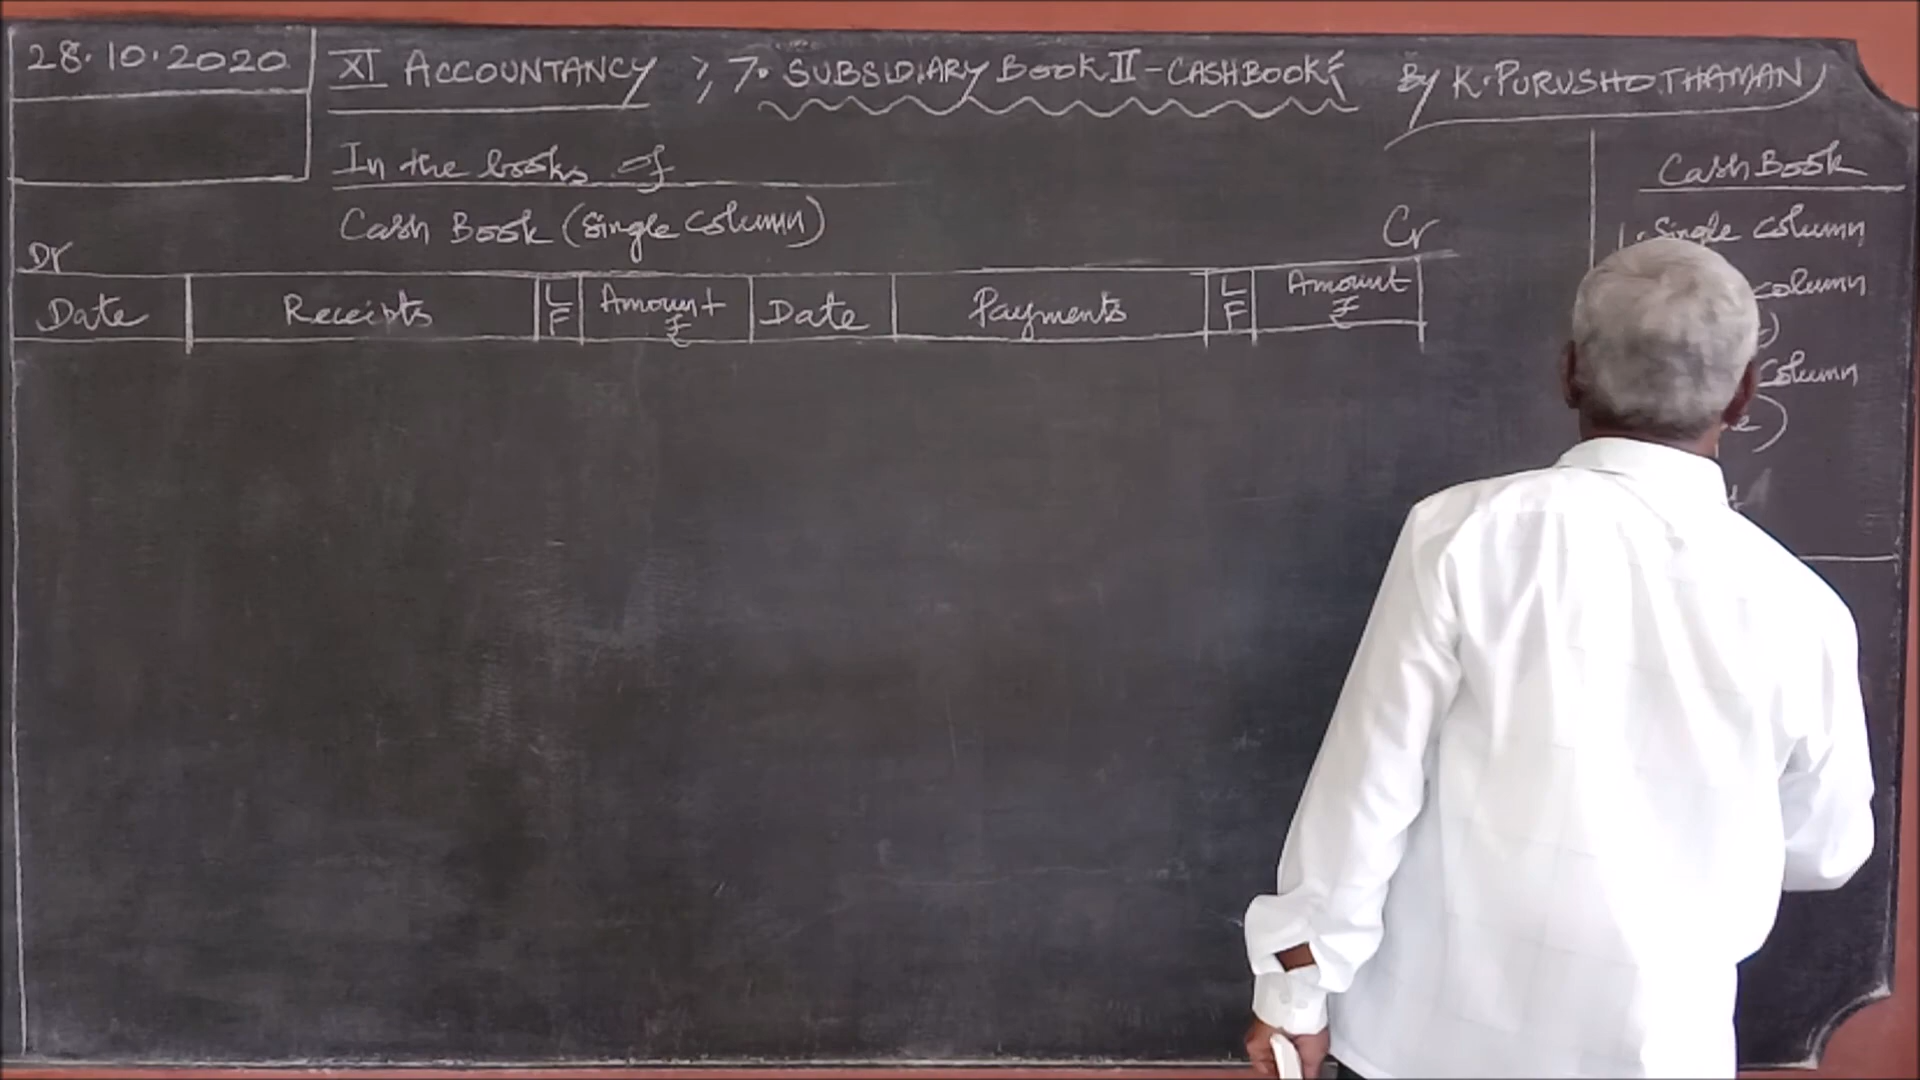 28.10.2020
XI ACCOUNTANCY ; 7. SUBSIDIARY BOOK II - CASHBOOK By K. PURUSHOTHAMAN
In the books of
Cash Book (Single Column)
Dr Cr
Date Receipts LF Amount ₹ Date Payments LF Amount ₹
Cash Book
1. Single Column
Column
Column